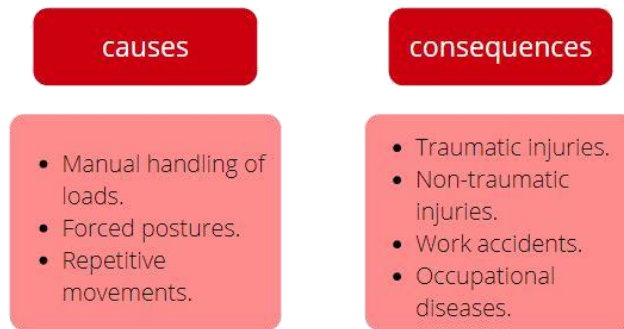 causes
• Manual handling of
loads.
• Forced postures.
• Repetitive
movements.
consequences
• Traumatic injuries.
• Non-traumatic
injuries.
• Work accidents.
• Occupational
diseases.